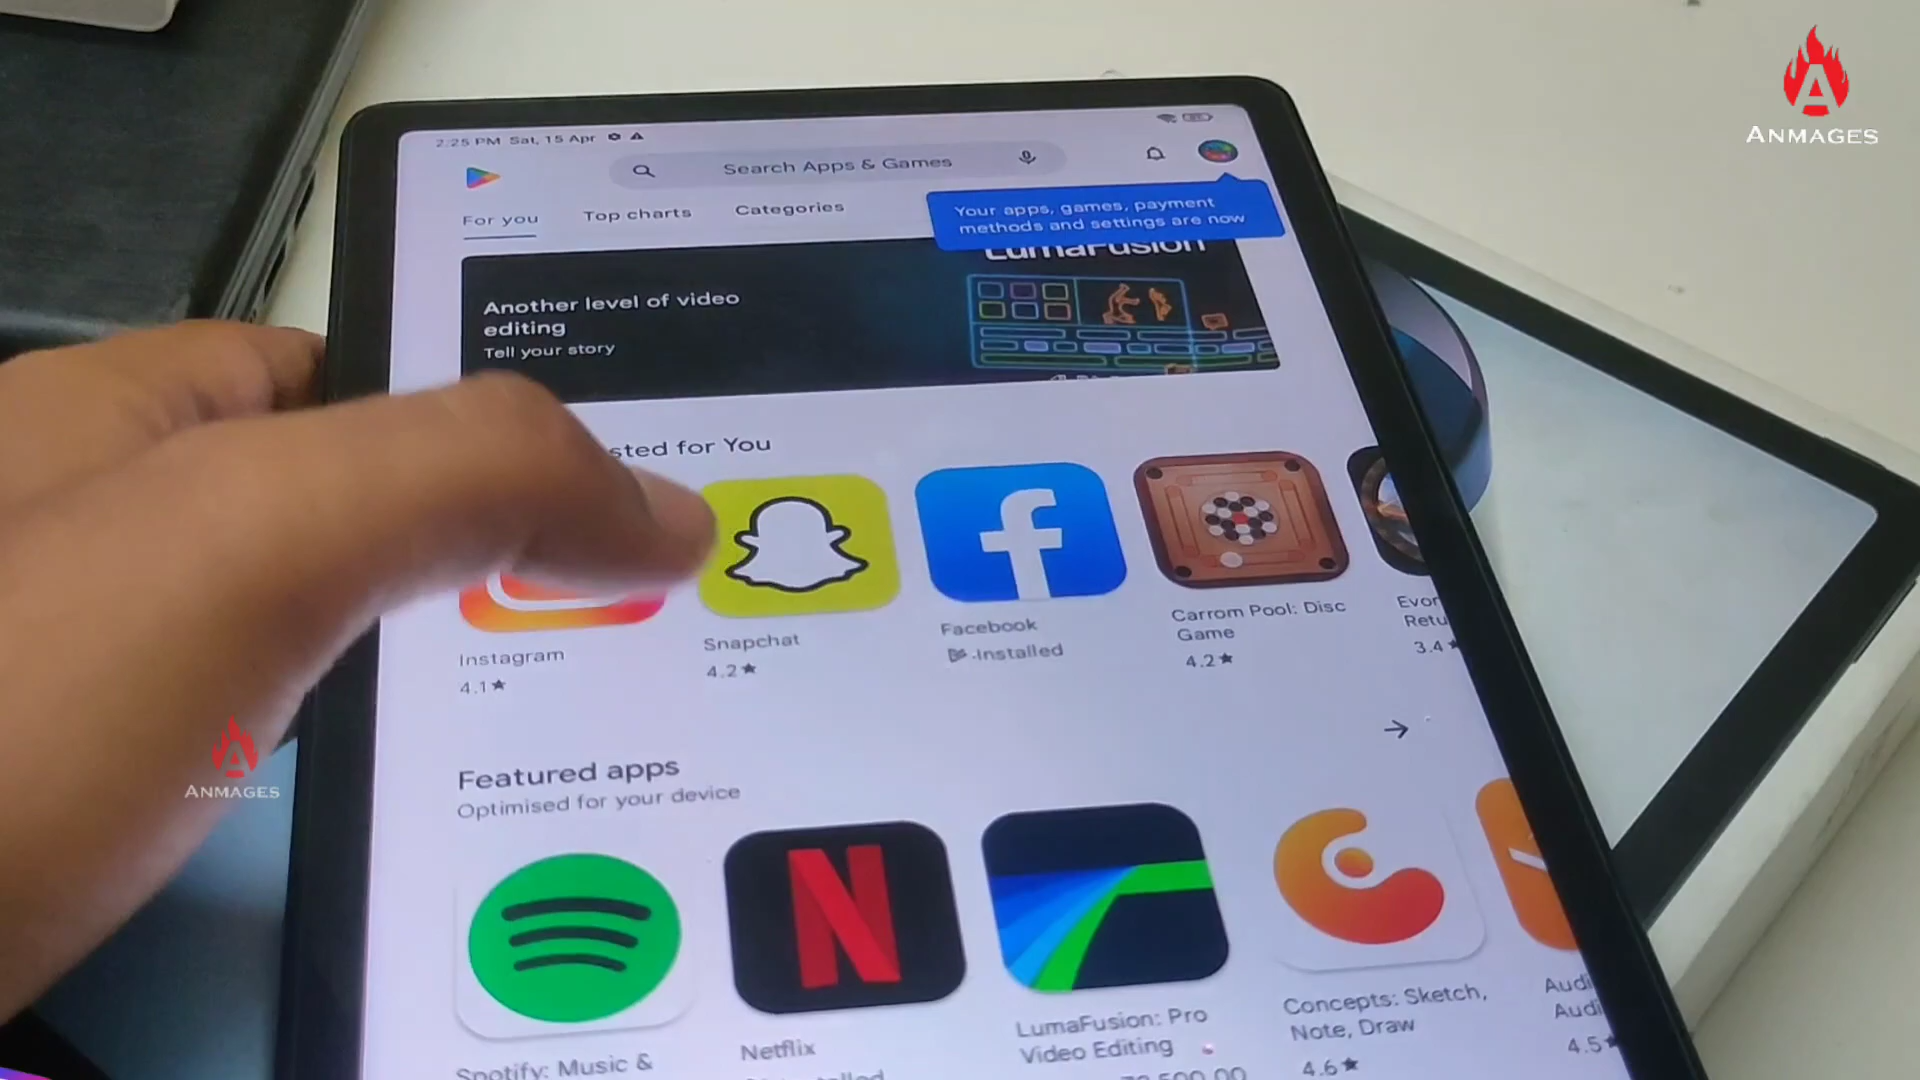 ANMAGES
2:25 PM Sat, 15 Apr
Search Apps & Games
For you
Top charts
Categories
Your apps, games, payment
methods and settings are now
LumaFusion
Another level of video
editing
Tell your story
for You
Instagram
4.1★
Snapchat
4.2★
Facebook
Installed
Carrom Pool: Disc
Game
4.2★
3.4★
ANMAGES
Featured apps
Optimised for your device
Spotify: Music &
Netflix
LumaFusion: Pro
Video Editing
Concepts: Sketch,
Note, Draw
4.6★
4.5★